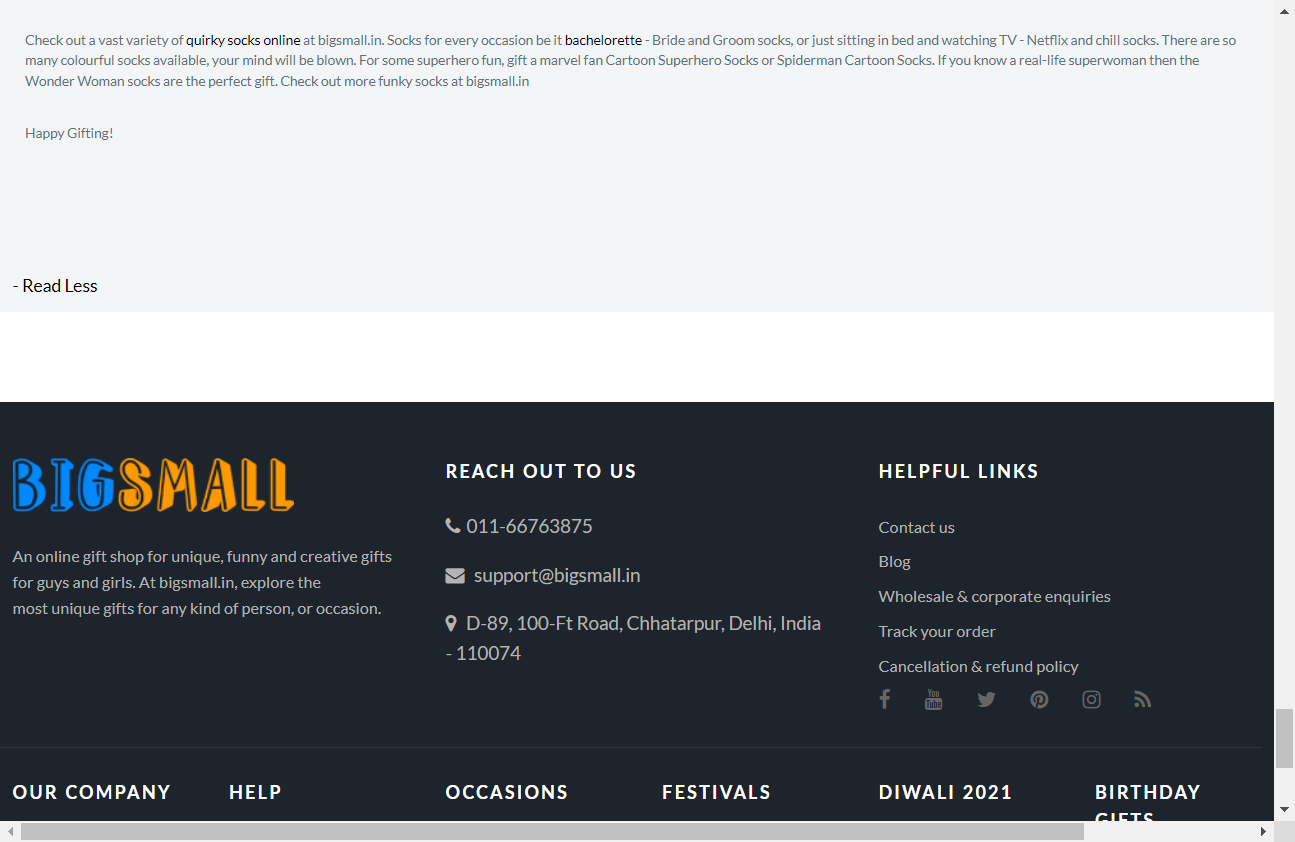 Check out a vast variety of quirky socks online at bigsmall.in. Socks for every occasion be it bachelorette - Bride and Groom socks, or just sitting in bed and watching TV - Netflix and chill socks. There are so
many colourful socks available, your mind will be blown. For some superhero fun, gift a marvel fan Cartoon Superhero Socks or Spiderman Cartoon Socks. If you know a real-life superwoman then the
Wonder Woman socks are the perfect gift. Check out more funky socks at bigsmall.in
Happy Gifting!
- Read Less
BIGSMALL
An online gift shop for unique, funny and creative gifts
for guys and girls. At bigsmall.in, explore the
most unique gifts for any kind of person, or occasion.
REACH OUT TO US
011-66763875
support@bigsmall.in
D-89, 100-Ft Road, Chhatarpur, Delhi, India
- 110074
HELPFUL LINKS
Contact us
Blog
Wholesale & corporate enquiries
Track your order
Cancellation & refund policy
You Tube
OUR COMPANY
HELP
OCCASIONS
FESTIVALS
DIWALI 2021
BIRTHDAY
GIFTS